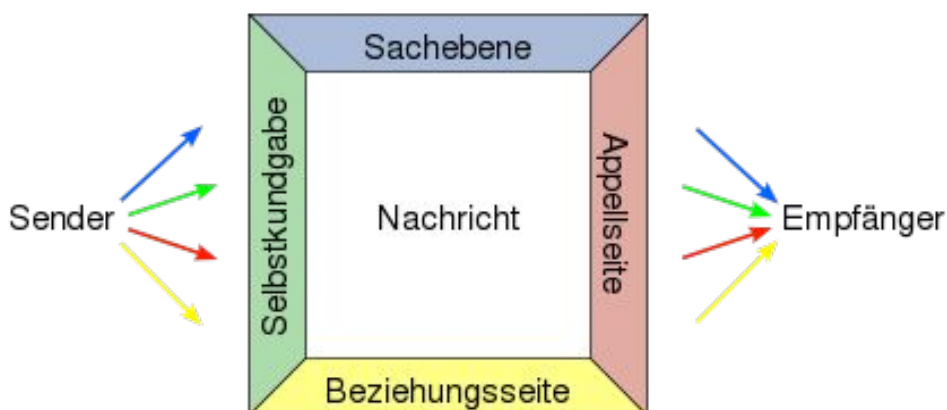 Sachebene
Selbstkundgabe
Appellseite
Sender
Nachricht
Empfänger
Beziehungsseite